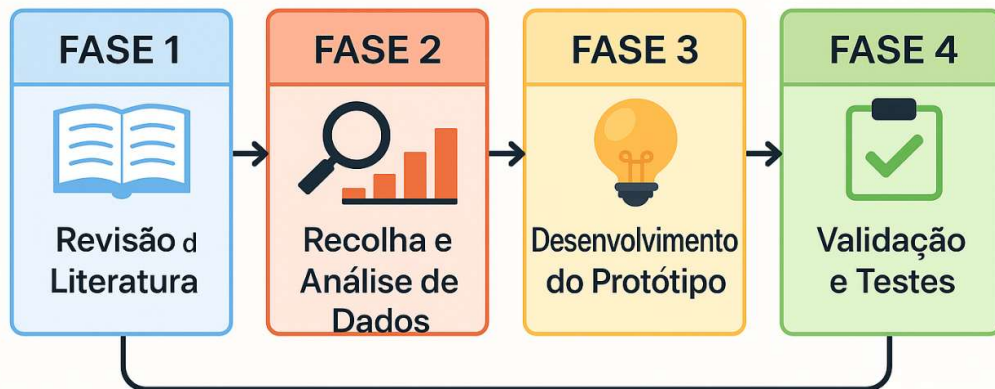 FASE 1
Revisão d
Literatura
FASE 2
Recolha e
Análise de
Dados
FASE 3
Desenvolvimento
do Protótipo
FASE 4
Validação
e Testes